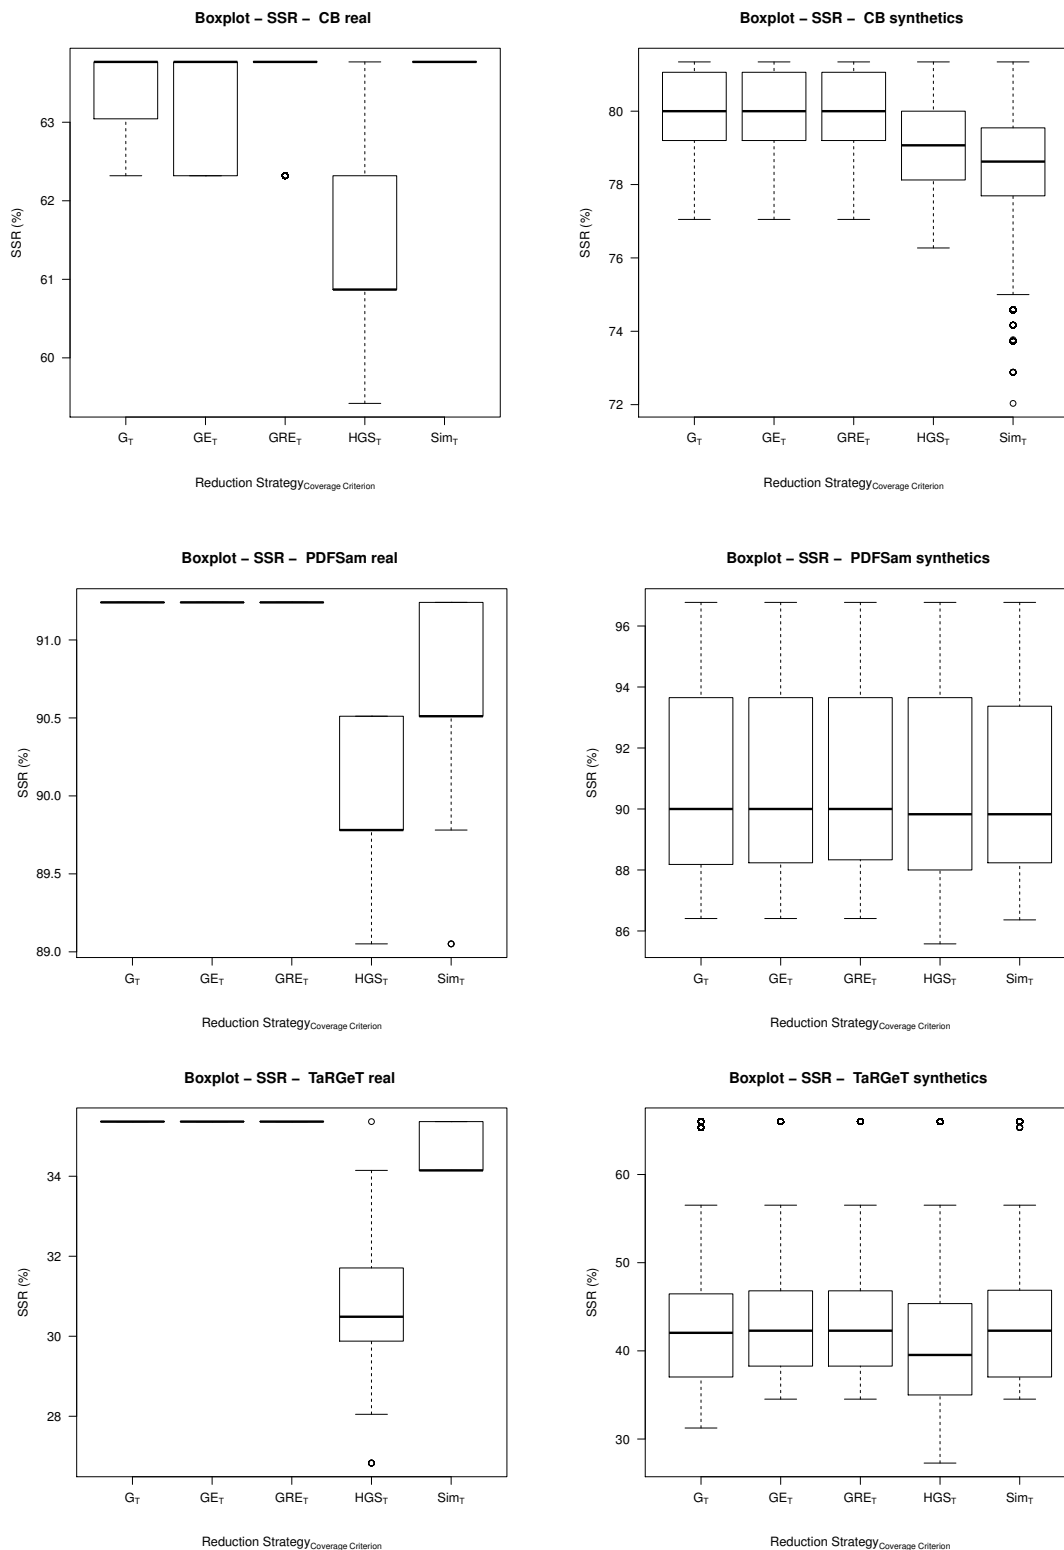 Boxplot – SSR – CB real
SSR (%)
63
62
61
60
G_T GE_T GRE_T HGS_T Sim_T
Reduction Strategy_Coverage Criterion
Boxplot – SSR – CB synthetics
SSR (%)
80
78
76
74
72
G_T GE_T GRE_T HGS_T Sim_T
Reduction Strategy_Coverage Criterion
Boxplot – SSR – PDFSam real
SSR (%)
91.0
90.5
90.0
89.5
89.0
G_T GE_T GRE_T HGS_T Sim_T
Reduction Strategy_Coverage Criterion
Boxplot – SSR – PDFSam synthetics
SSR (%)
96
94
92
90
88
86
G_T GE_T GRE_T HGS_T Sim_T
Reduction Strategy_Coverage Criterion
Boxplot – SSR – TaRGeT real
SSR (%)
34
32
30
28
G_T GE_T GRE_T HGS_T Sim_T
Reduction Strategy_Coverage Criterion
Boxplot – SSR – TaRGeT synthetics
SSR (%)
60
50
40
30
G_T GE_T GRE_T HGS_T Sim_T
Reduction Strategy_Coverage Criterion